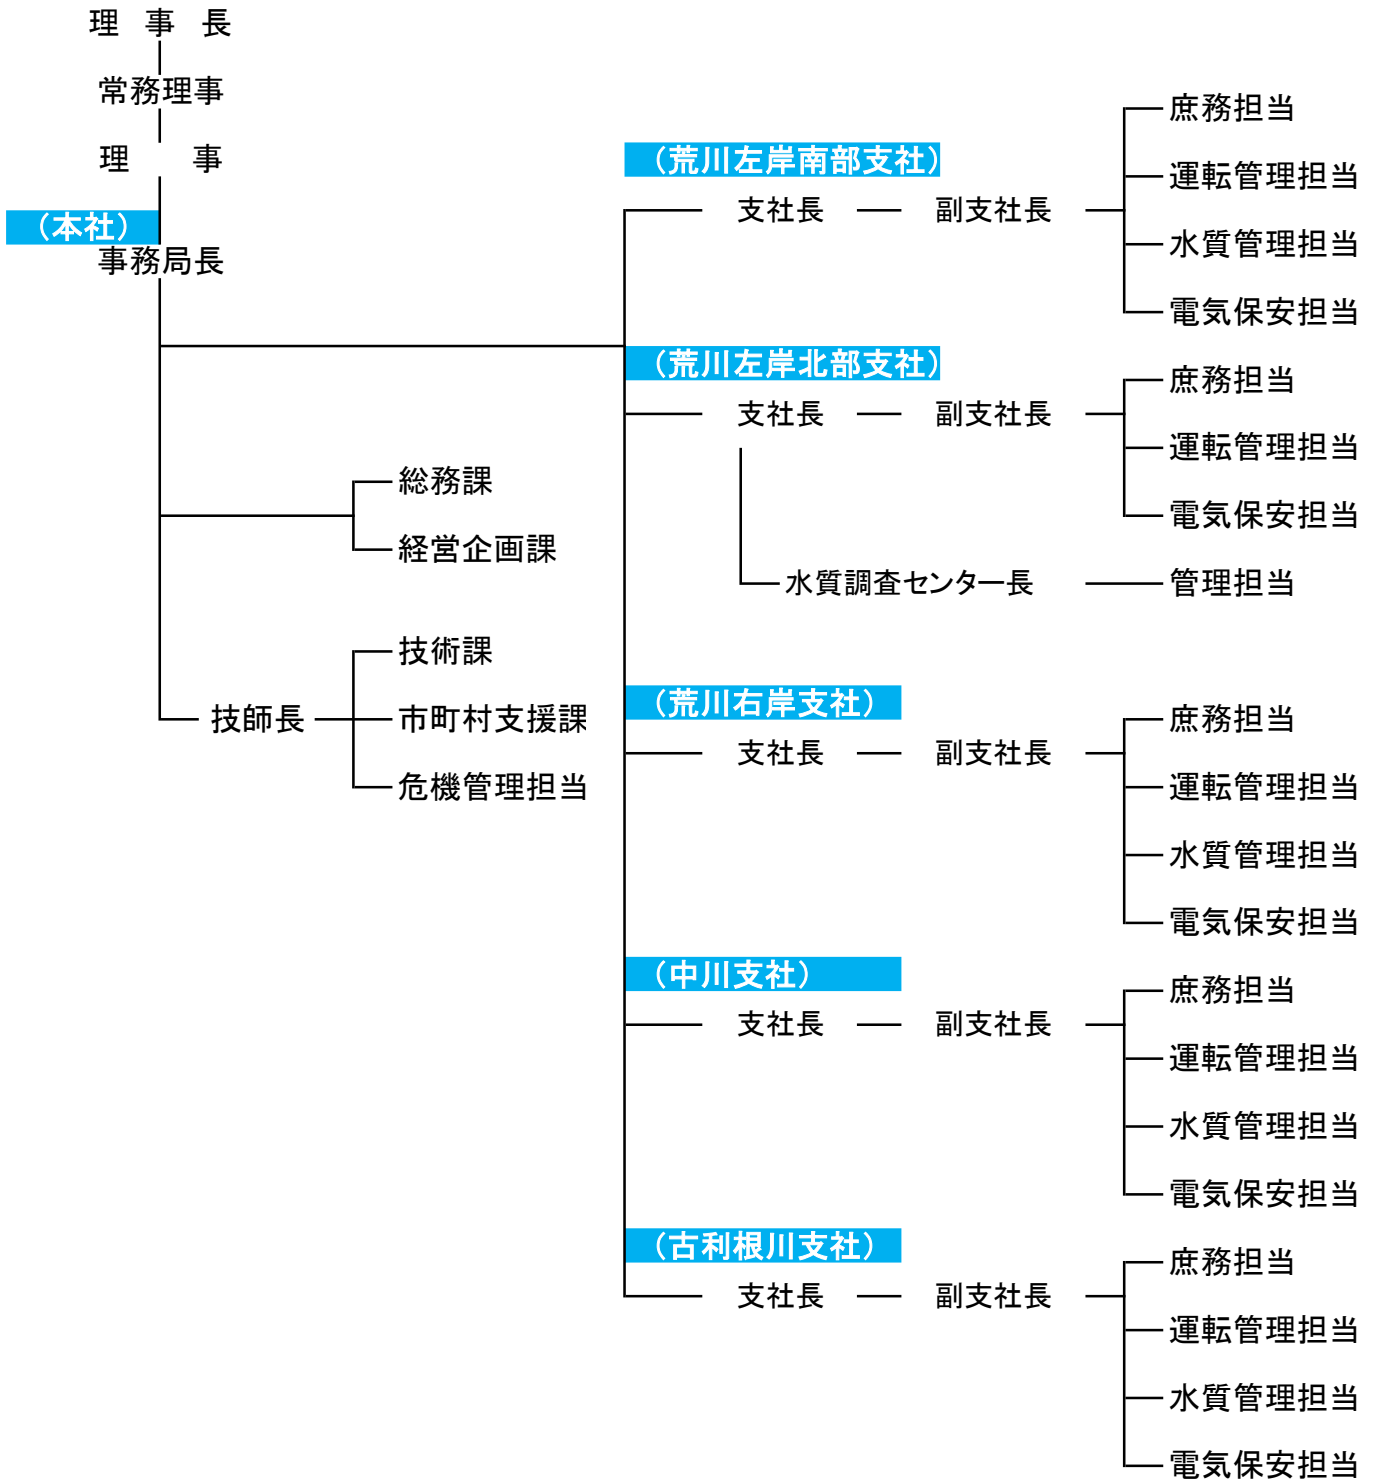 理　事　長
常務理事
理　　事
（本社）
事務局長
総務課
経営企画課
技師長
技術課
市町村支援課
危機管理担当
（荒川左岸南部支社）
支社長
副支社長
庶務担当
運転管理担当
水質管理担当
電気保安担当
（荒川左岸北部支社）
支社長
副支社長
庶務担当
運転管理担当
電気保安担当
水質調査センター長
管理担当
（荒川右岸支社）
支社長
副支社長
庶務担当
運転管理担当
水質管理担当
電気保安担当
（中川支社）
支社長
副支社長
庶務担当
運転管理担当
水質管理担当
電気保安担当
（古利根川支社）
支社長
副支社長
庶務担当
運転管理担当
水質管理担当
電気保安担当